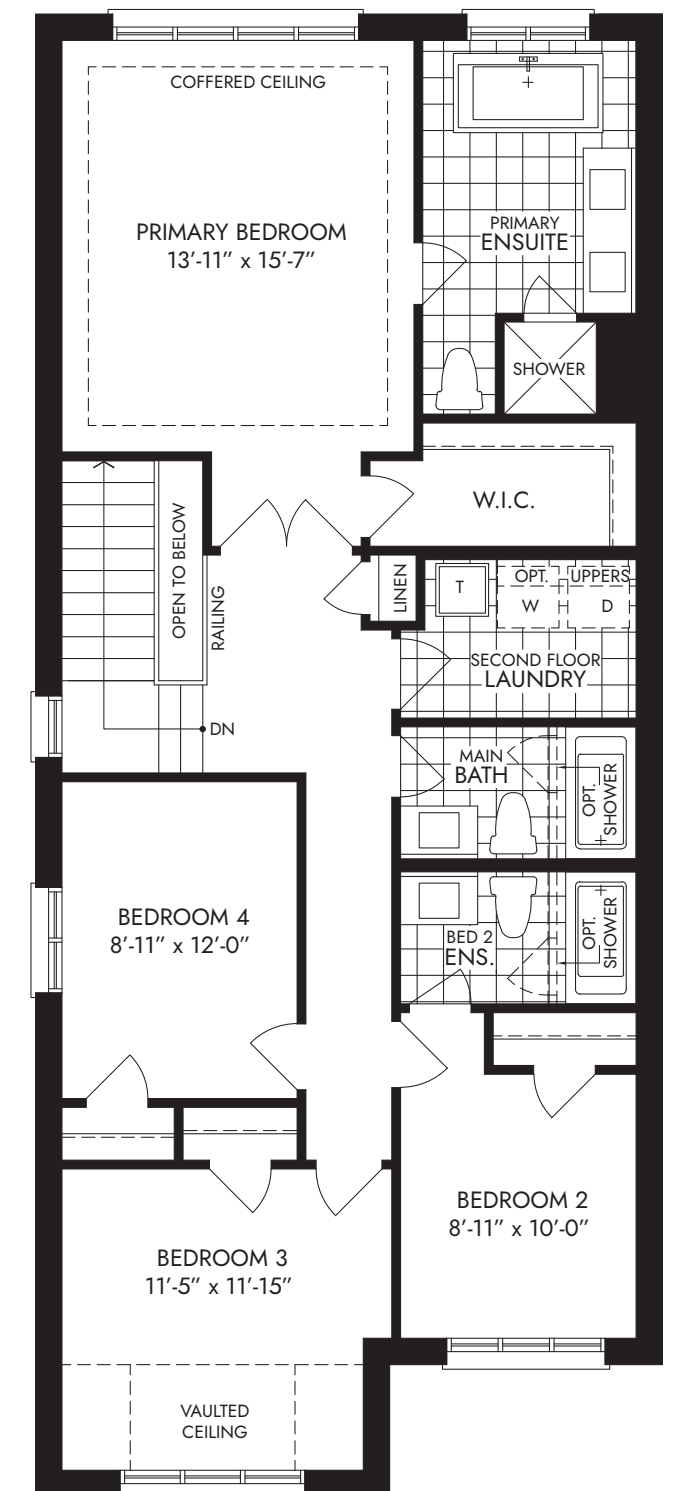 COFFERED CEILING
PRIMARY BEDROOM
13’-11” x 15’-7”
PRIMARY
ENSUITE
SHOWER
W.I.C.
OPEN TO BELOW
RAILING
LINEN
T
OPT.
UPPERS
W
D
SECOND FLOOR
LAUNDRY
DN
MAIN
BATH
OPT.
SHOWER
BEDROOM 4
8’-11” x 12’-0”
BED 2
ENS.
OPT.
SHOWER
BEDROOM 2
8’-11” x 10’-0”
BEDROOM 3
11’-5” x 11’-15”
VAULTED
CEILING